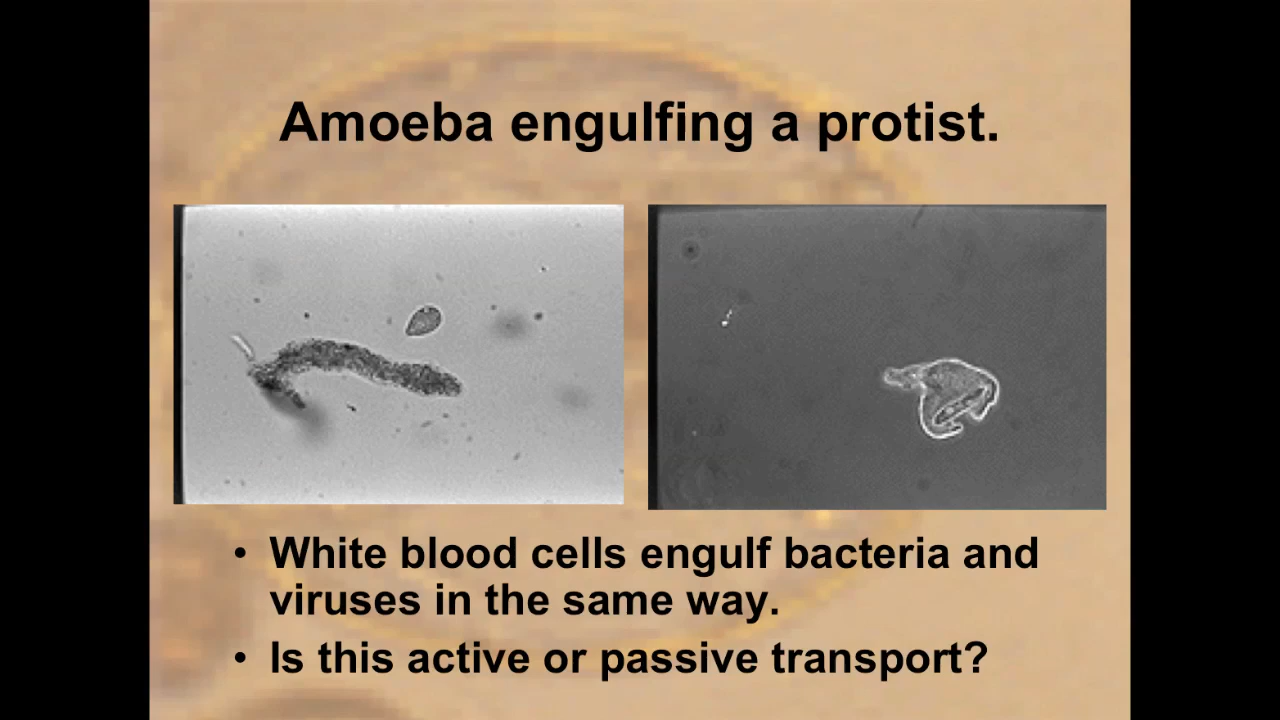 Amoeba engulfing a protist.
• White blood cells engulf bacteria and
viruses in the same way.
• Is this active or passive transport?